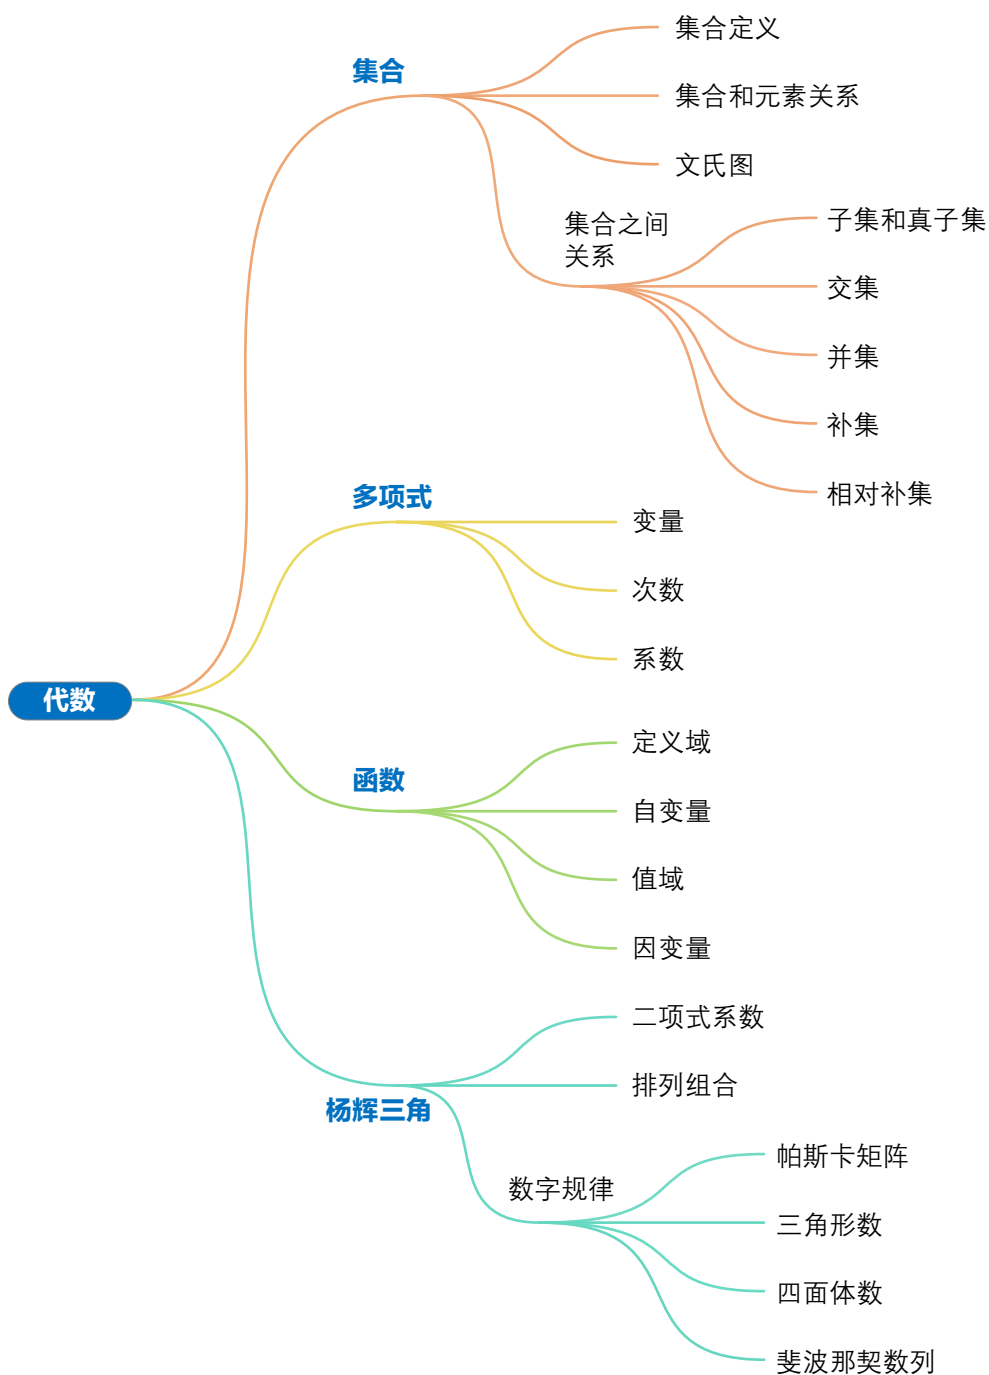 代数
集合
集合定义
集合和元素关系
文氏图
集合之间
关系
子集和真子集
交集
并集
补集
相对补集
多项式
变量
次数
系数
函数
定义域
自变量
值域
因变量
杨辉三角
二项式系数
排列组合
数字规律
帕斯卡矩阵
三角形数
四面体数
斐波那契数列